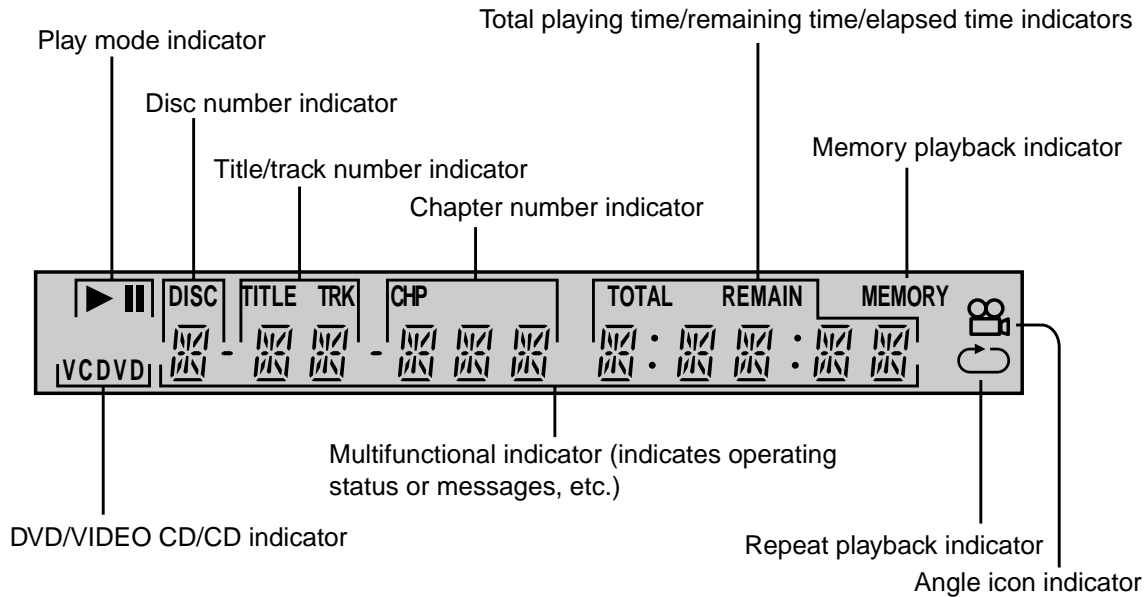 Total playing time/remaining time/elapsed time indicators
Play mode indicator
Disc number indicator
Memory playback indicator
Title/track number indicator
Chapter number indicator
DISC TITLE TRK CHP TOTAL REMAIN MEMORY
VCDVD
Multifunctional indicator (indicates operating
status or messages, etc.)
DVD/VIDEO CD/CD indicator
Repeat playback indicator
Angle icon indicator